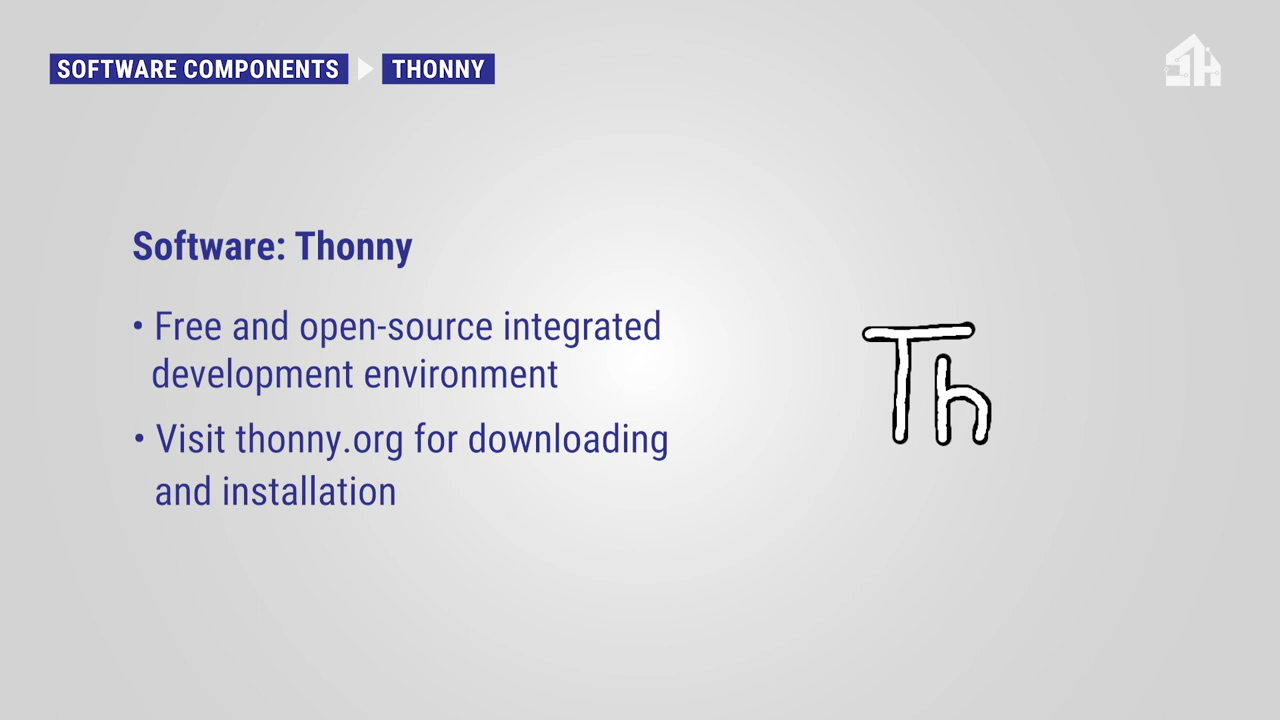 SOFTWARE COMPONENTS THONNY
SH
Software: Thonny
• Free and open-source integrated
development environment
• Visit thonny.org for downloading
and installation
Th